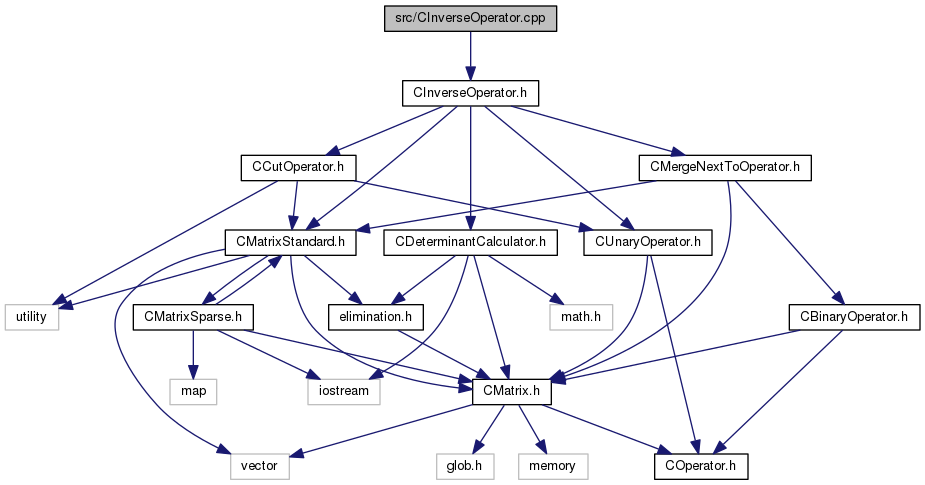 src/CInverseOperator.cpp
CInverseOperator.h
CCutOperator.h
CMergeNextToOperator.h
CMatrixStandard.h
CDeterminantCalculator.h
CUnaryOperator.h
utility
CMatrixSparse.h
elimination.h
math.h
CBinaryOperator.h
map
iostream
CMatrix.h
vector
glob.h
memory
COperator.h